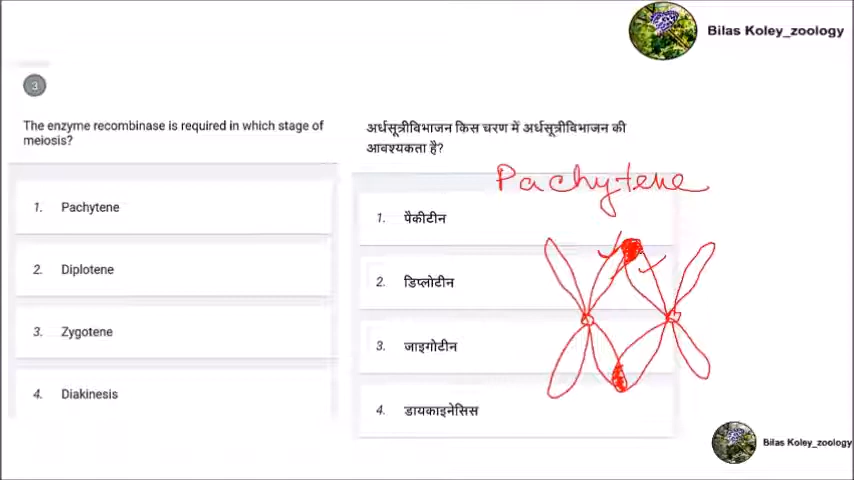 Bilas Koley_zoology
3
The enzyme recombinase is required in which stage of
meiosis?
1. Pachytene
2. Diplotene
3. Zygotene
4. Diakinesis
अर्धसूत्रीविभाजन किस चरण में अर्धसूत्रीविभाजन की
आवश्यकता है?
Pachytene
1. पैकीटीन
2. डिप्लोटीन
3. जाइगोटीन
4. डायकाइनेसिस
Bilas Koley_zoology